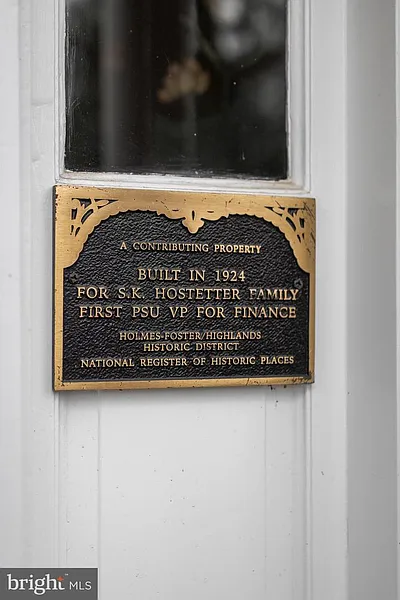 A CONTRIBUTING PROPERTY
BUILT IN 1924
FOR S.K. HOSTETTER FAMILY
FIRST PSU VP FOR FINANCE
HOLMES-FOSTER/HIGHLANDS
HISTORIC DISTRICT
NATIONAL REGISTER OF HISTORIC PLACES
bright MLS